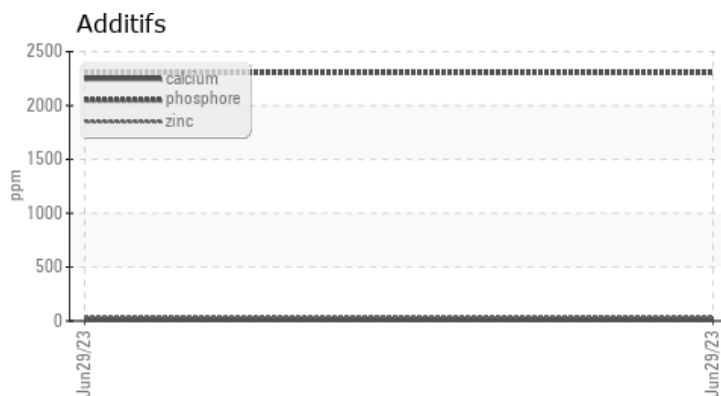 Additifs
2500
2000
1500
1000
500
0
ppm
calcium
phosphore
zinc
Jun29/23
Jun29/23